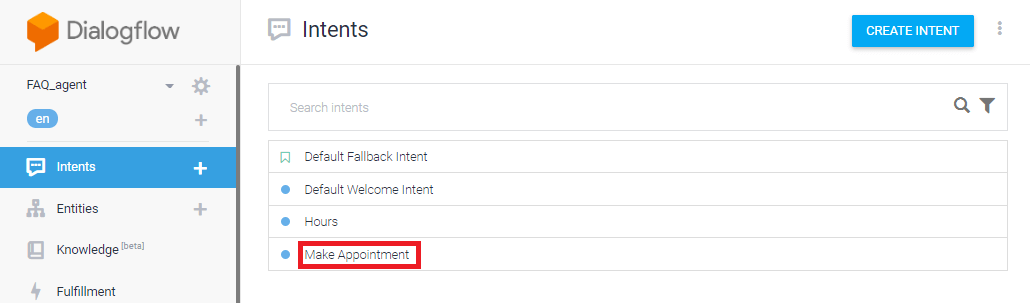 Dialogflow
Intents
CREATE INTENT
FAQ_agent
en
Search intents
Intents
Entities
Knowledge [beta]
Fulfillment
Default Fallback Intent
Default Welcome Intent
Hours
Make Appointment